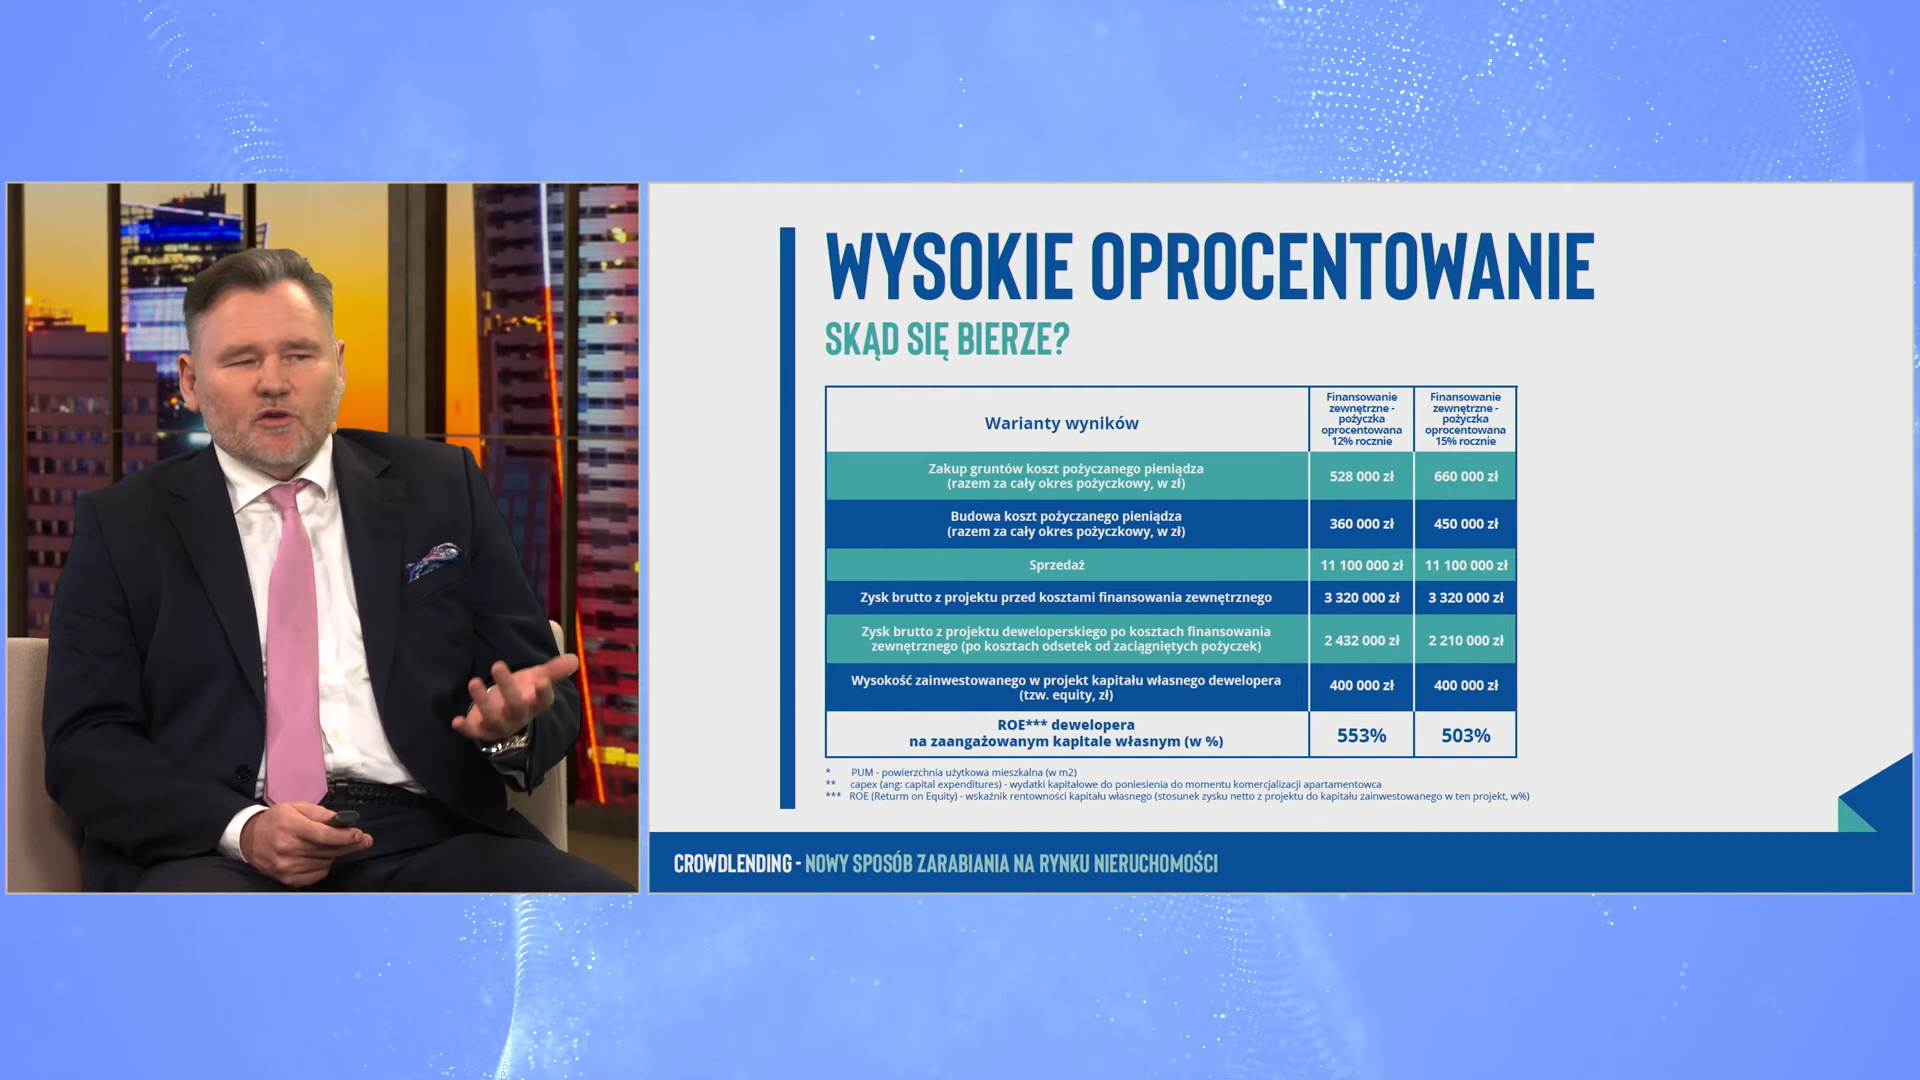 WYSOKIE OPROCENTOWANIE
SKĄD SIĘ BIERZE?
Warianty wyników
Finansowanie
zewnętrzne -
pożyczka
oprocentowana
12% rocznie
Finansowanie
zewnętrzne -
pożyczka
oprocentowana
15% rocznie
Zakup gruntów koszt pożyczanego pieniądza
(razem za cały okres pożyczkowy, w zł)
528 000 zł
660 000 zł
Budowa koszt pożyczanego pieniądza
(razem za cały okres pożyczkowy, w zł)
360 000 zł
450 000 zł
Sprzedaż
11 100 000 zł
11 100 000 zł
Zysk brutto z projektu przed kosztami finansowania zewnętrznego
3 320 000 zł
3 320 000 zł
Zysk brutto z projektu deweloperskiego po kosztach finansowania
zewnętrznego (po kosztach odsetek od zaciągniętych pożyczek)
2 432 000 zł
2 210 000 zł
Wysokość zainwestowanego w projekt kapitału własnego dewelopera
(tzw. equity, zł)
400 000 zł
400 000 zł
ROE*** dewelopera
na zaangażowanym kapitale własnym (w %)
553%
503%
* PUM - powierzchnia użytkowa mieszkalna (w m2)
** capex (ang: capital expenditures) - wydatki kapitałowe do poniesienia do momentu komercjalizacji apartamentowca
*** ROE (Returm on Equity) - wskaźnik rentowności kapitału własnego (stosunek zysku netto z projektu do kapitału zainwestowanego w ten projekt, w%)
CROWDLENDING - NOWY SPOSÓB ZARABIANIA NA RYNKU NIERUCHOMOŚCI